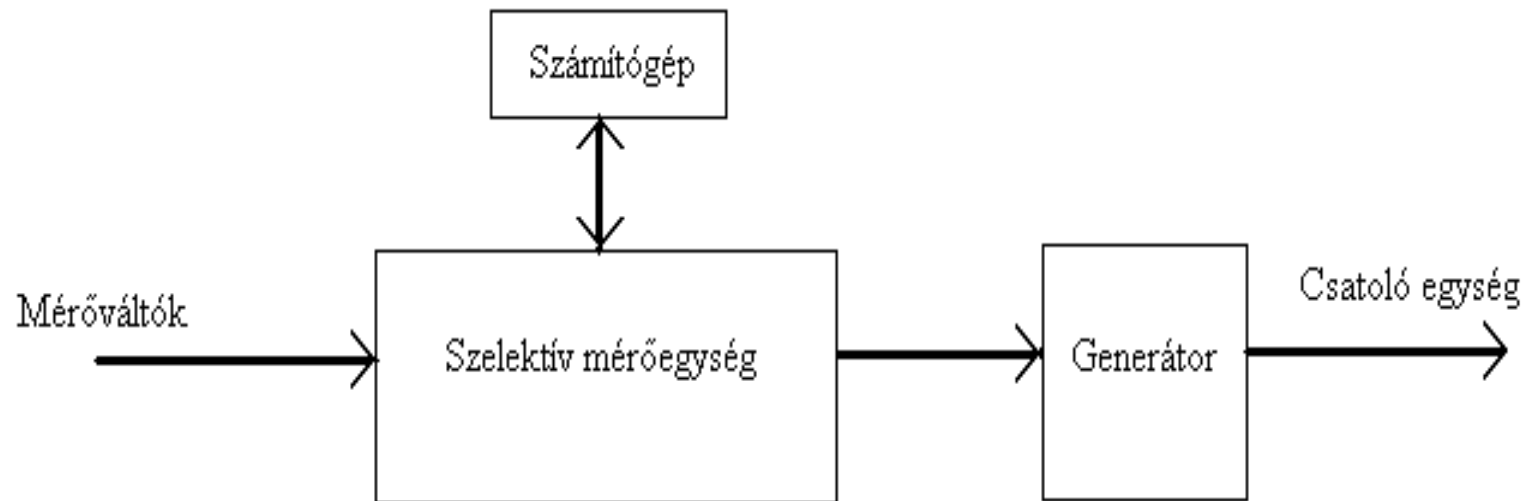 Számítógép
Mérőváltók
Szelektív mérőegység
Generátor
Csatoló egység